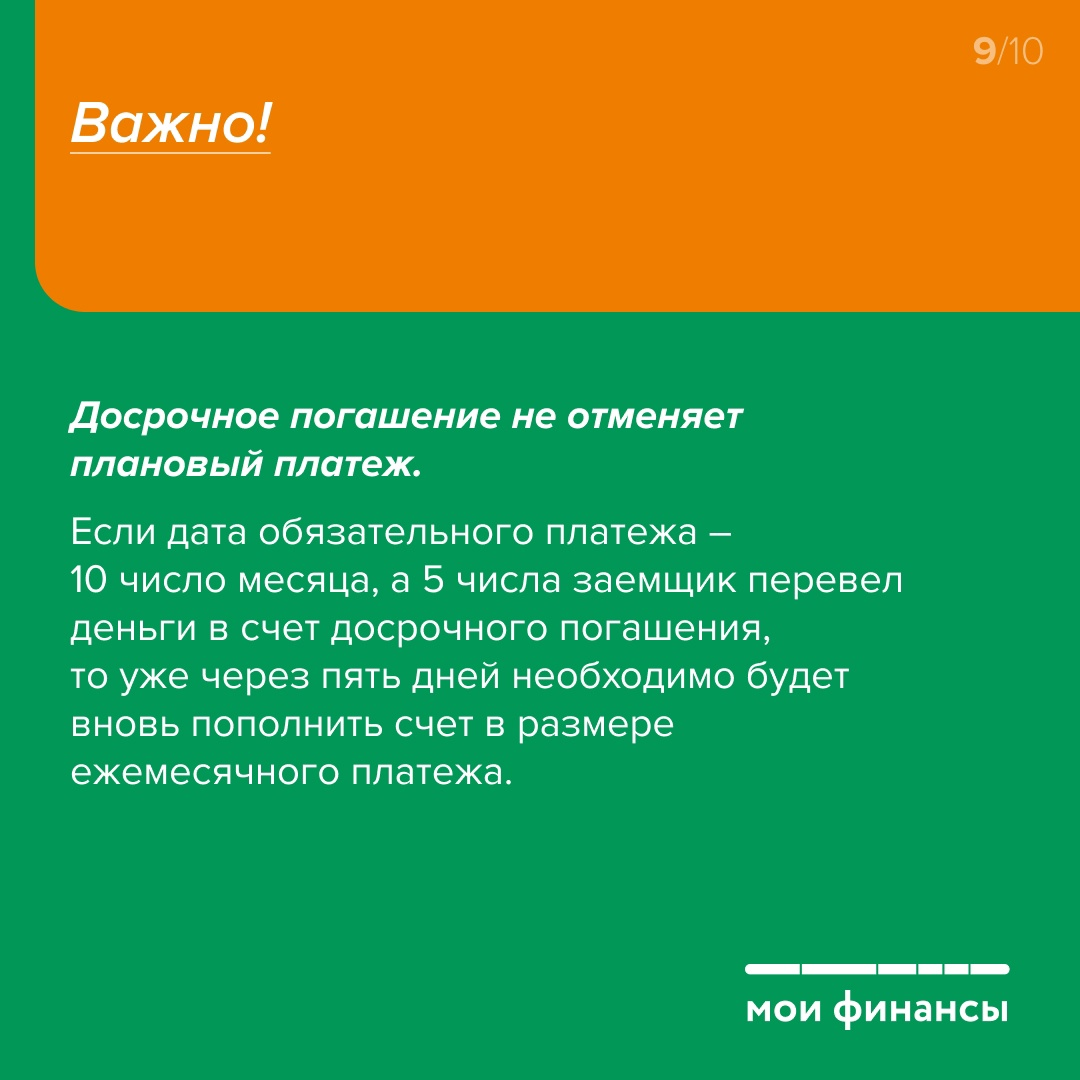 9/10
Важно!
Досрочное погашение не отменяет
плановый платеж.
Если дата обязательного платежа –
10 число месяца, а 5 числа заемщик перевел
деньги в счет досрочного погашения,
то уже через пять дней необходимо будет
вновь пополнить счет в размере
ежемесячного платежа.
мои финансы